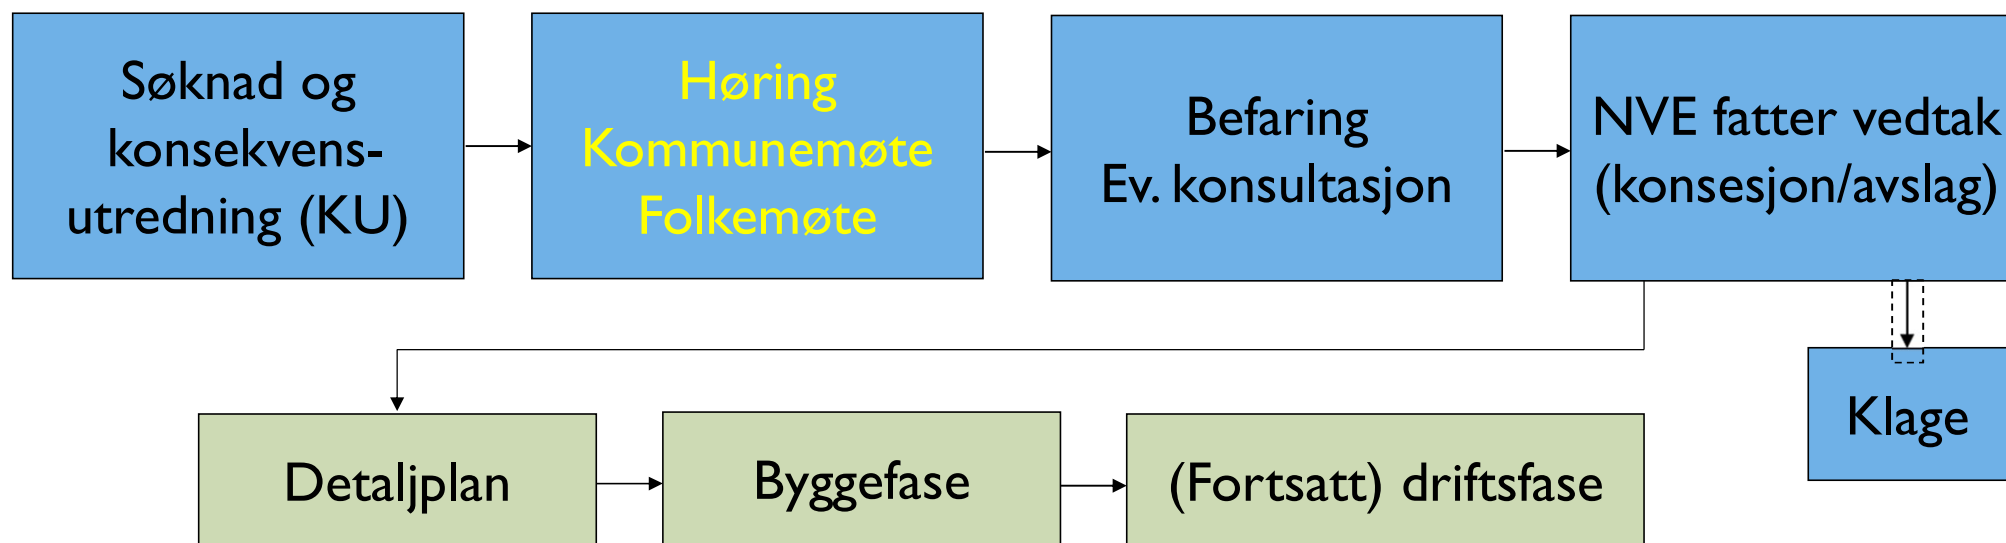 Søknad og
konsekvens-
utredning (KU)
Høring
Kommunemøte
Folkemøte
Befaring
Ev. konsultasjon
NVE fatter vedtak
(konsesjon/avslag)
Klage
Detaljplan
Byggefase
(Fortsatt) driftsfase